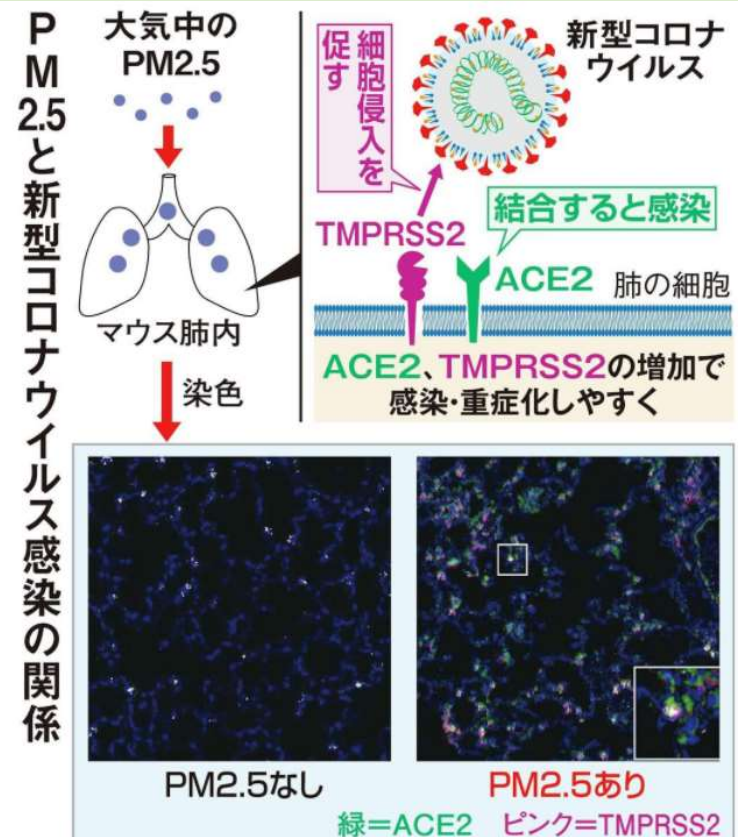 PM2.5と新型コロナウイルス感染の関係
大気中の
PM2.5
マウス肺内
染色
細胞侵入を
促す
新型コロナ
ウイルス
TMPRSS2
結合すると感染
ACE2
肺の細胞
ACE2、TMPRSS2の増加で
感染・重症化しやすく
PM2.5なし
PM2.5あり
緑＝ACE2 ピンク＝TMPRSS2